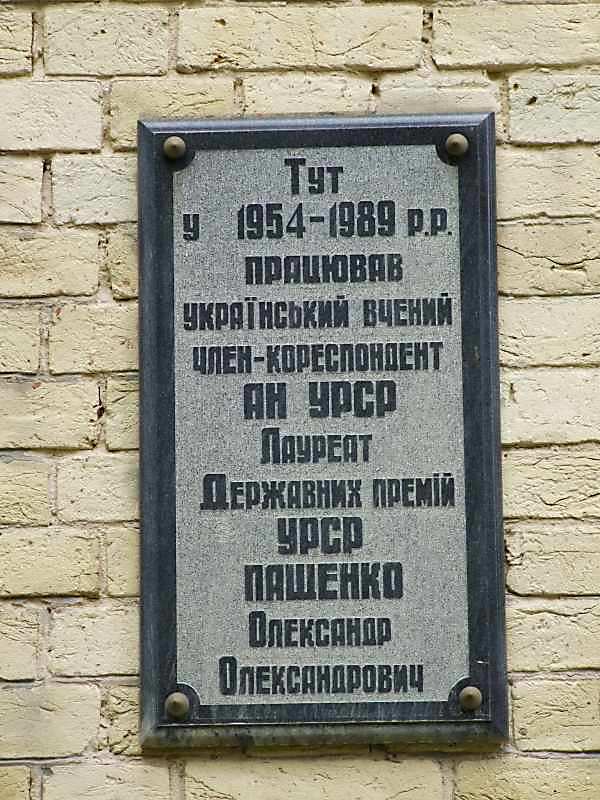 Тут
у 1954-1989 р.р.
працював
український вчений
член-кореспондент
АН УРСР
Лауреат
Державних премій
УРСР
ПАЩЕНКО
Олександр
Олександрович